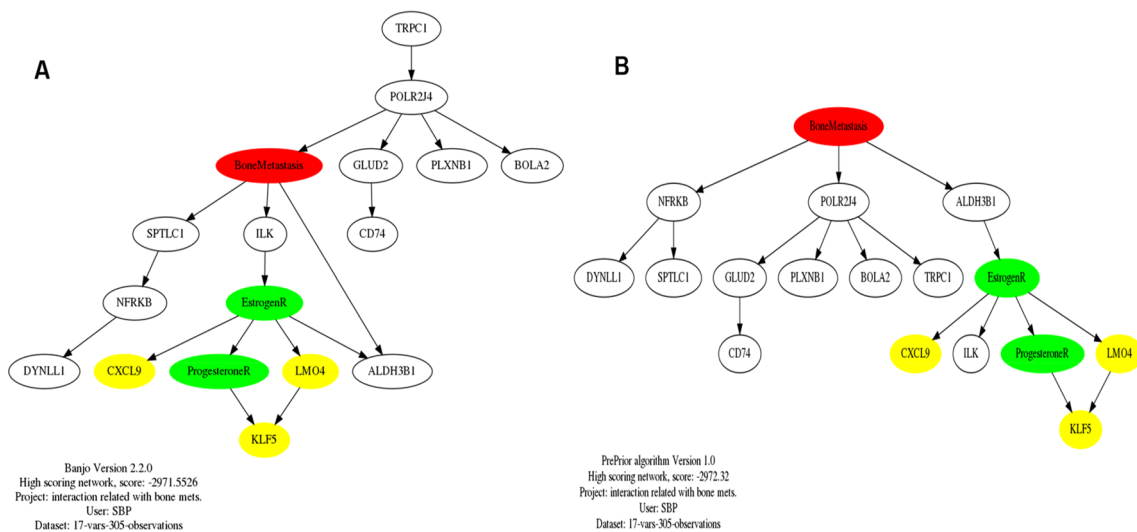 A
TRPC1
POLR2J4
BoneMetastasis
GLUD2
PLXNB1
BOLA2
SPTLC1
ILK
CD74
NFRKB
EstrogenR
DYNLL1
CXCL9
ProgesteroneR
LMO4
ALDH3B1
KLF5
Banjo Version 2.2.0
High scoring network, score: -2971.5526
Project: interaction related with bone mets.
User: SBP
Dataset: 17-vars-305-observations
B
BoneMetastasis
NFRKB
POLR2J4
ALDH3B1
DYNLL1
SPTLC1
GLUD2
PLXNB1
BOLA2
TRPC1
EstrogenR
CD74
CXCL9
ILK
ProgesteroneR
LMO4
KLF5
PrePrior algorithm Version 1.0
High scoring network, score: -2972.32
Project: interaction related with bone mets.
User: SBP
Dataset: 17-vars-305-observations